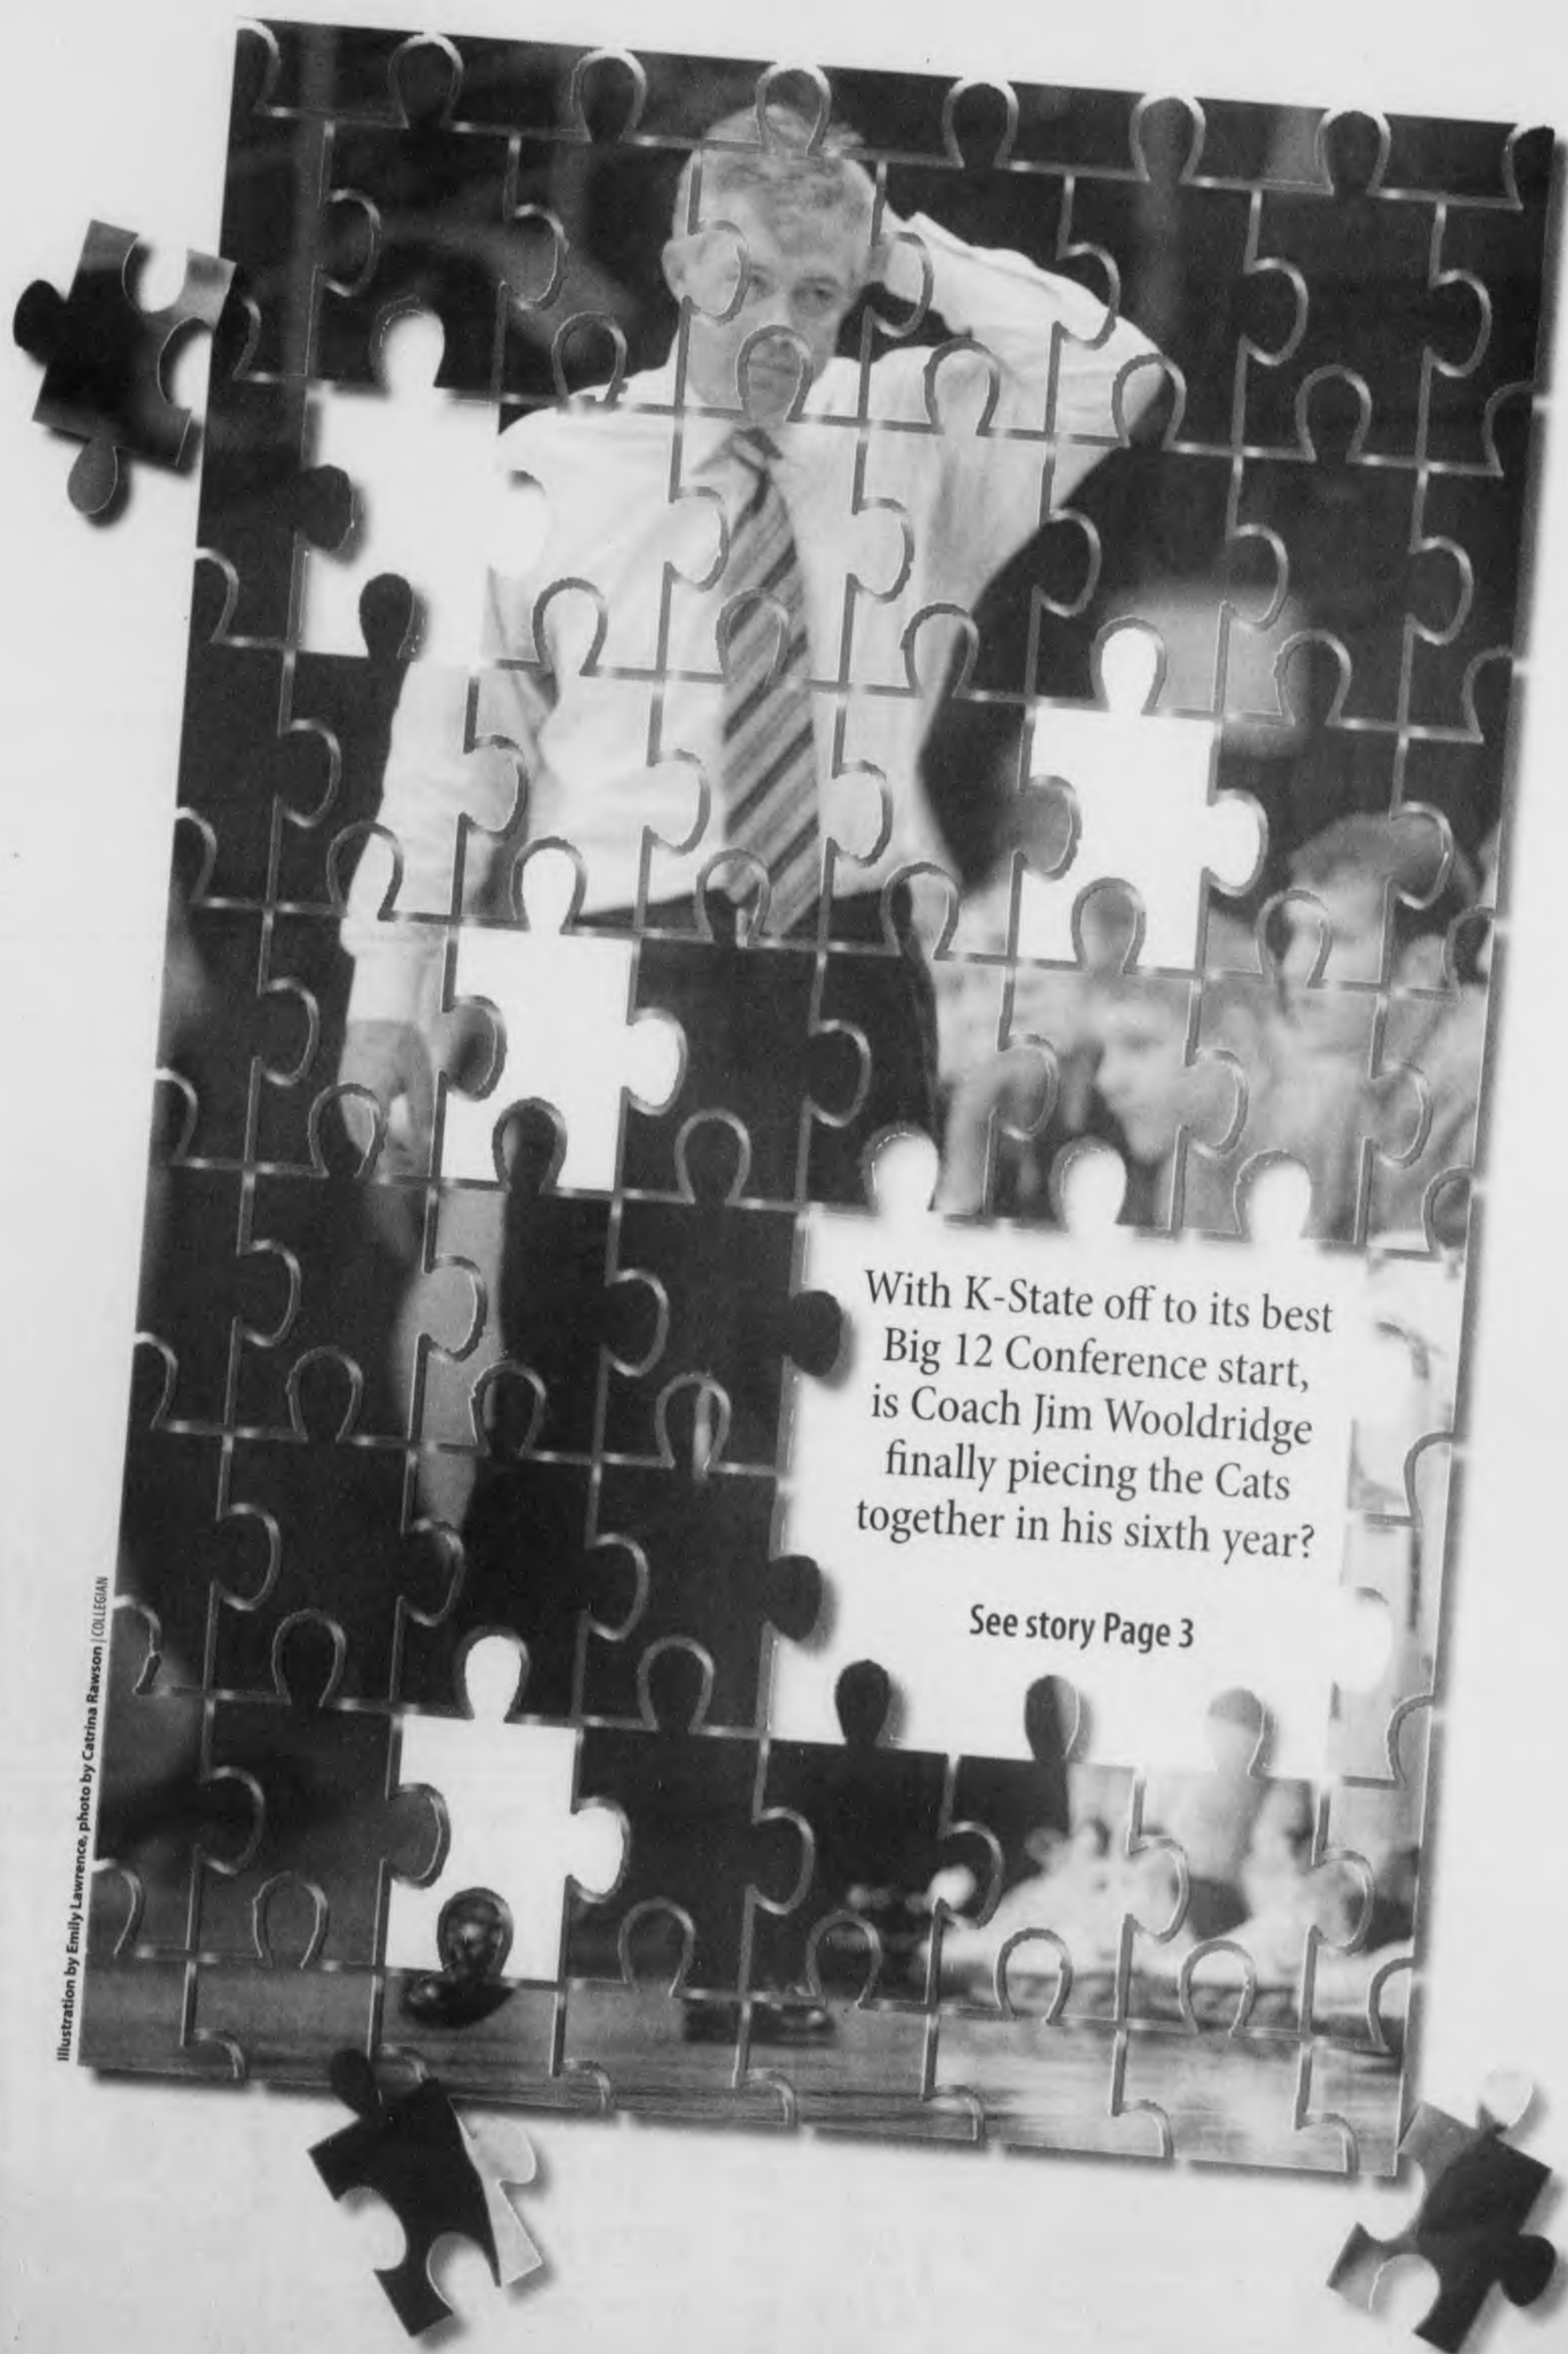 With K-State off to its best
Big 12 Conference start,
is Coach Jim Wooldridge
finally piecing the Cats
together in his sixth year?
See story Page 3
Illustration by Emily Lawrence, photo by Catrina Rawson | COLLEGIAN